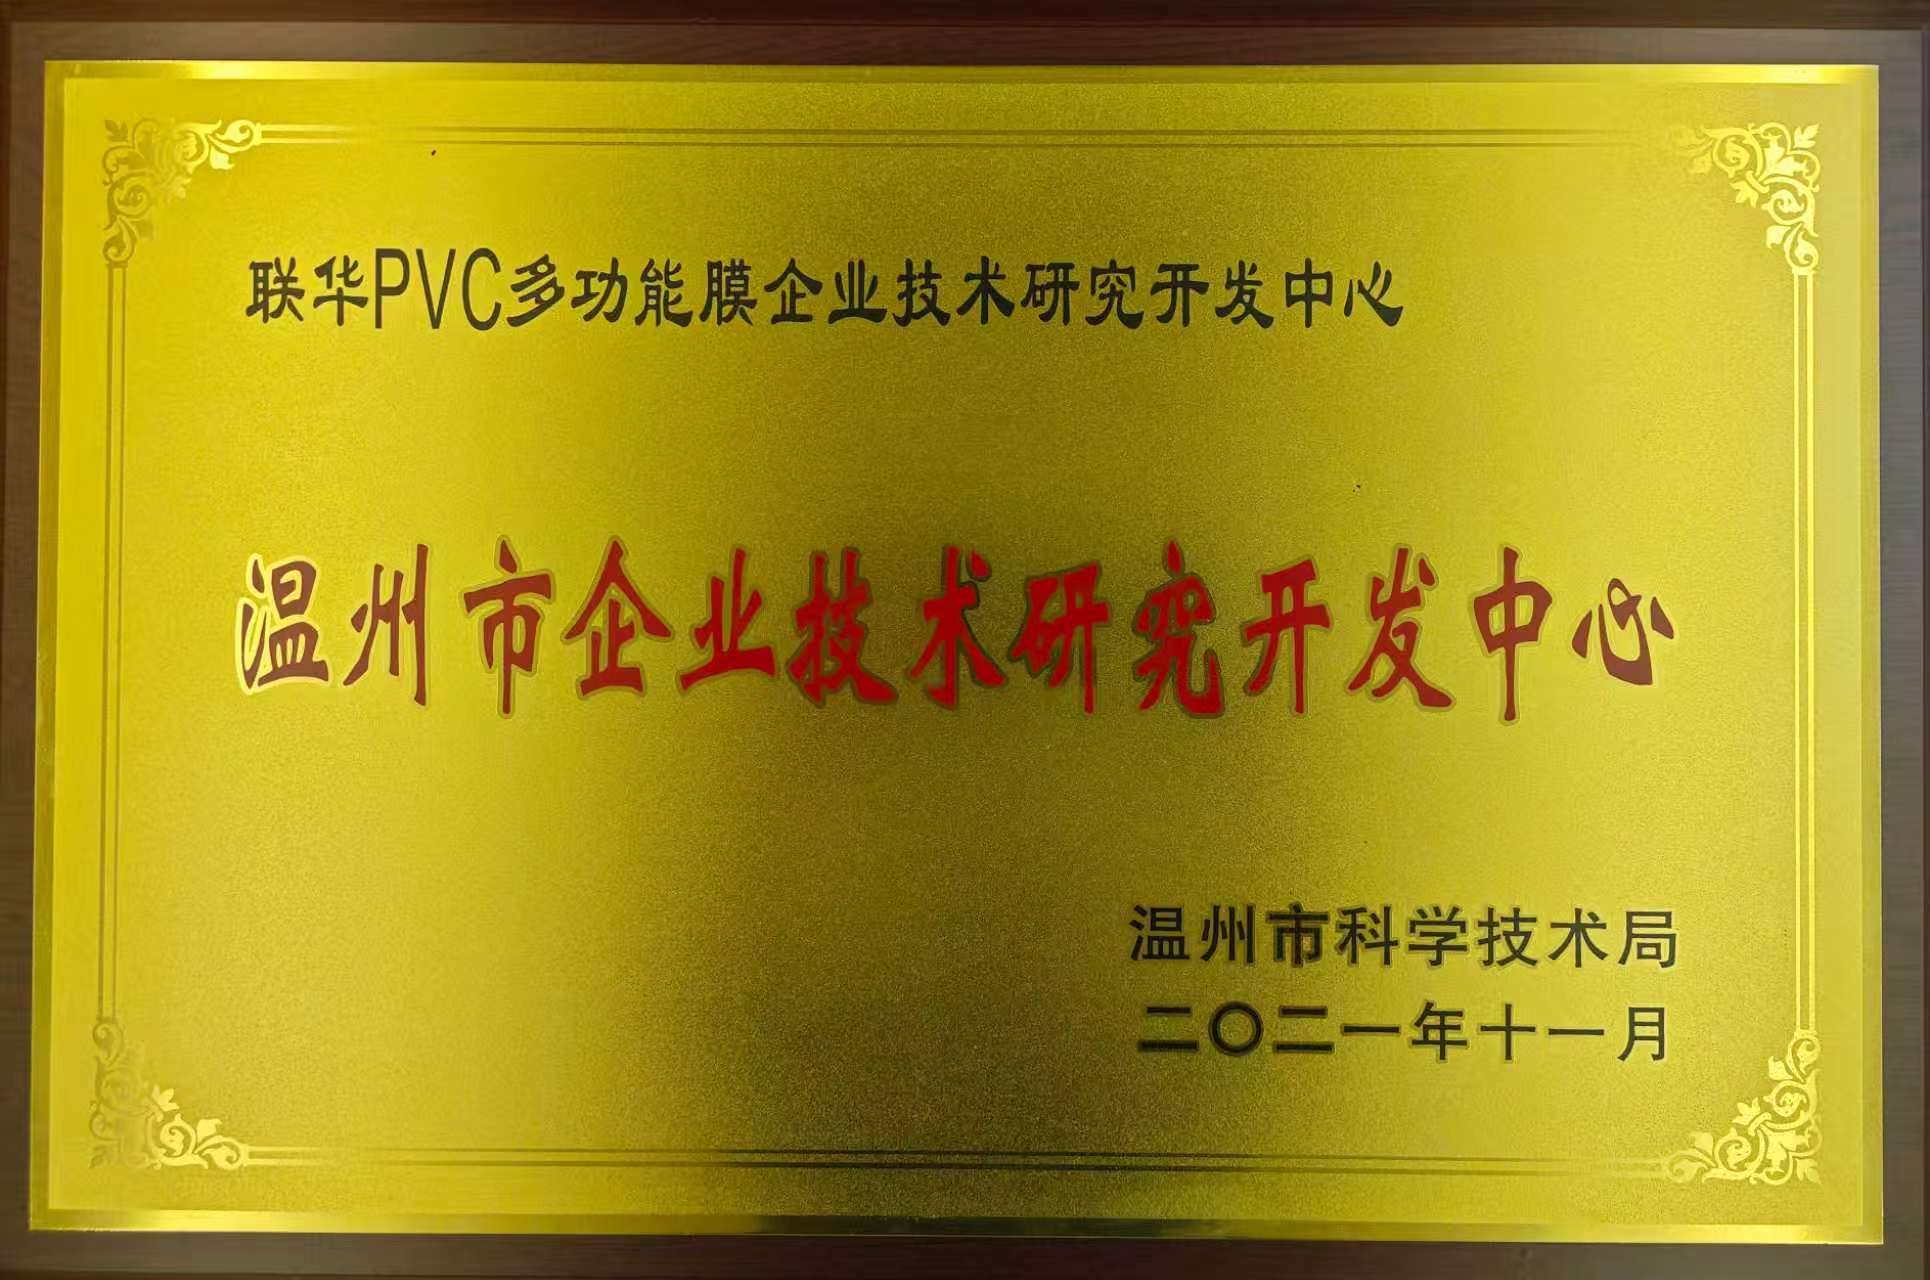 联华PVC多功能膜企业技术研究开发中心
温州市企业技术研究开发中心
温州市科学技术局
二〇二一年十一月